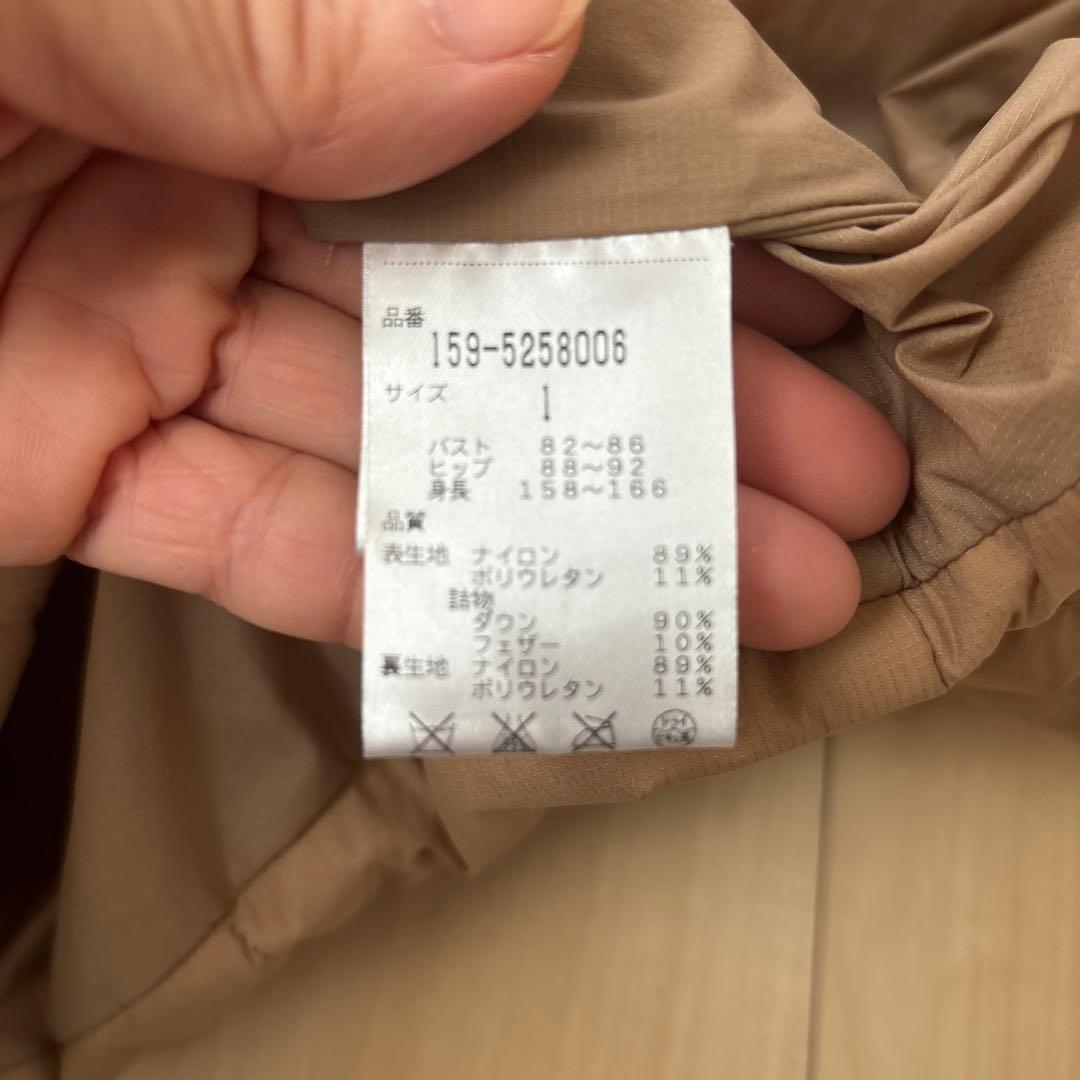 品番
159-5258006
サイズ 1
バスト 82～86
ヒップ 88～92
身長 158～166
品質
表生地 ナイロン 89%
ポリウレタン 11%
詰物
ダウン 90%
フェザー 10%
裏生地 ナイロン 89%
ポリウレタン 11%
ドライ